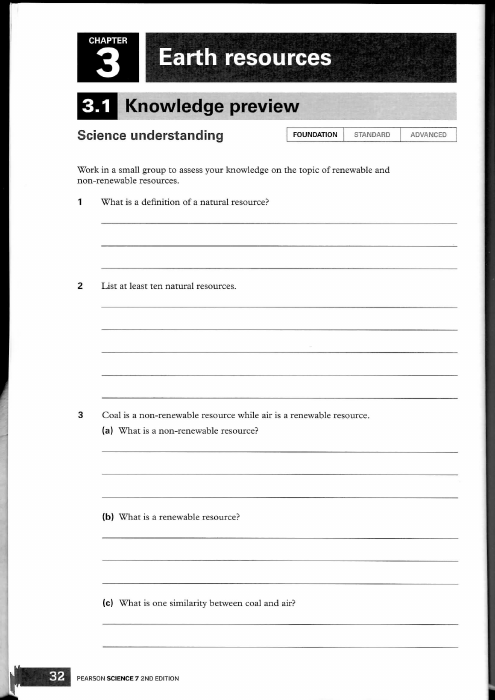 CHAPTER
3
Earth resources
3.1 Knowledge preview
Science understanding
FOUNDATION STANDARD ADVANCED
Work in a small group to assess your knowledge on the topic of renewable and
non-renewable resources.
1 What is a definition of a natural resource?
2 List at least ten natural resources.
3 Coal is a non-renewable resource while air is a renewable resource.
(a) What is a non-renewable resource?
(b) What is a renewable resource?
(c) What is one similarity between coal and air?
32 PEARSON SCIENCE 7 2ND EDITION